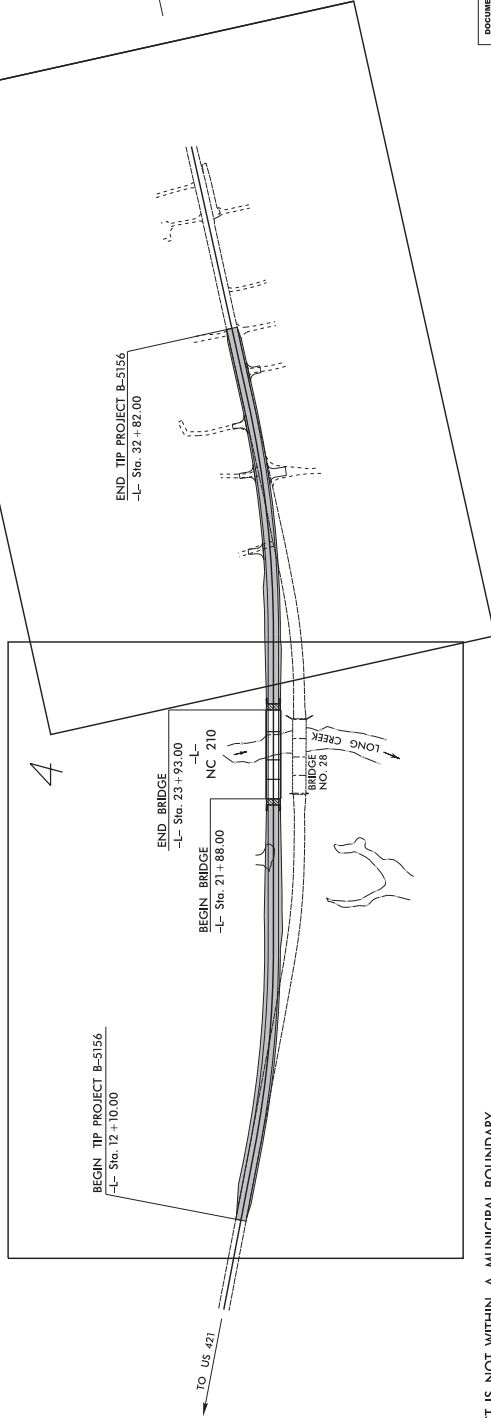 DOCUME
END TIP PROJECT B–5156
–L– Sta. 32 + 82.00
4
END BRIDGE
–L– Sta. 23 + 93.00
–L–
NC 210
BEGIN BRIDGE
–L– Sta. 21 + 88.00
LONG CREEK
BRIDGE
NO. 28
BEGIN TIP PROJECT B–5156
–L– Sta. 12 + 10.00
TO US 421
T IS NOT WITHIN A MUNICIPAL BOUNDARY